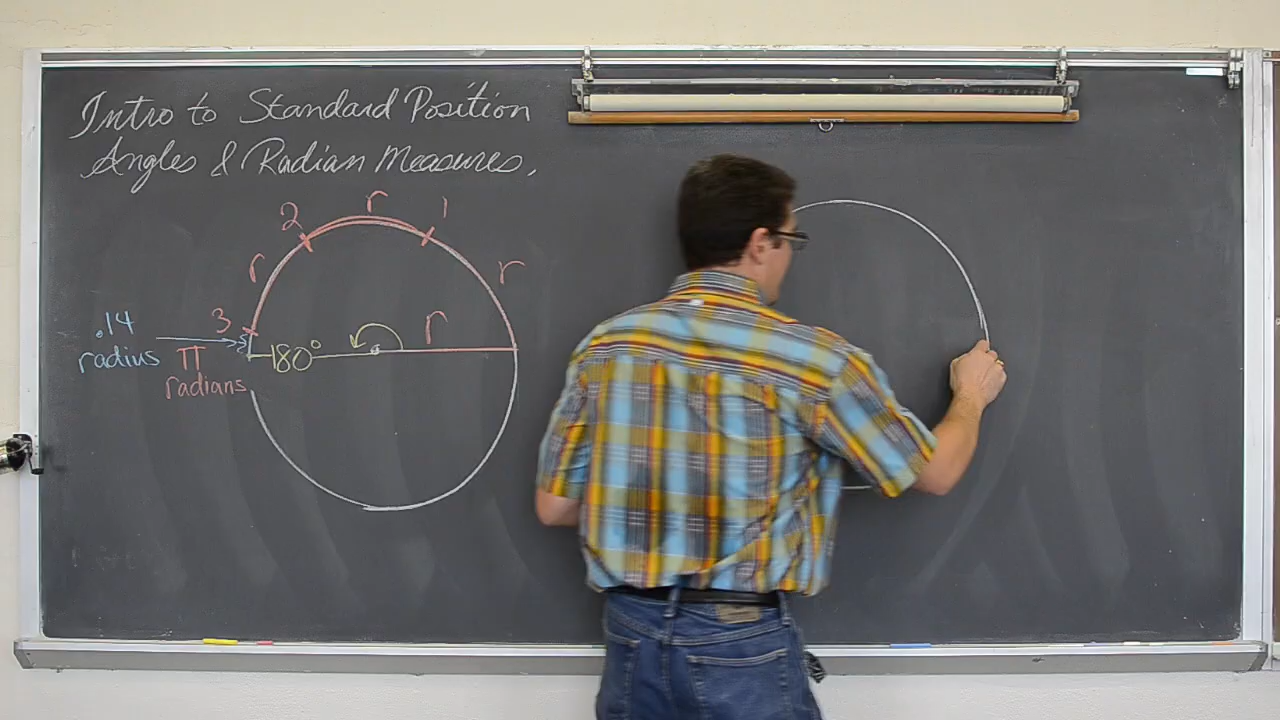 Intro to Standard Position
Angles & Radian Measures.
r
2
1
r
r
3
r
.14
radius
180°
π
radians